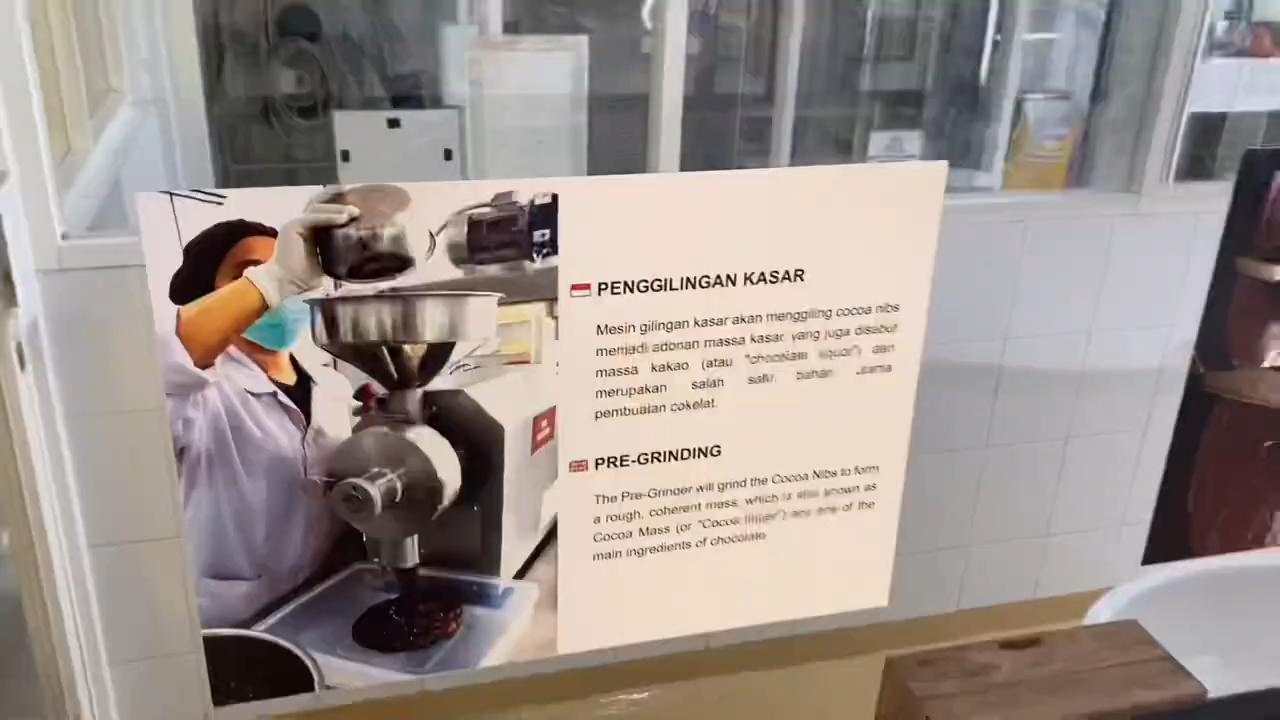 PENGGILINGAN KASAR
Mesin gilingan kasar akan menggiling cocoa nibs
menjadi adonan massa kasar yang juga disebut
massa kakao (atau "chocolate liquor") dan
merupakan salah satu bahan utama
pembuatan cokelat.
PRE-GRINDING
The Pre-Grinder will grind the Cocoa Nibs to form
a rough, coherent mass, which is also known as
Cocoa Mass (or "Cocoa liquor") are one of the
main ingredients of chocolate.